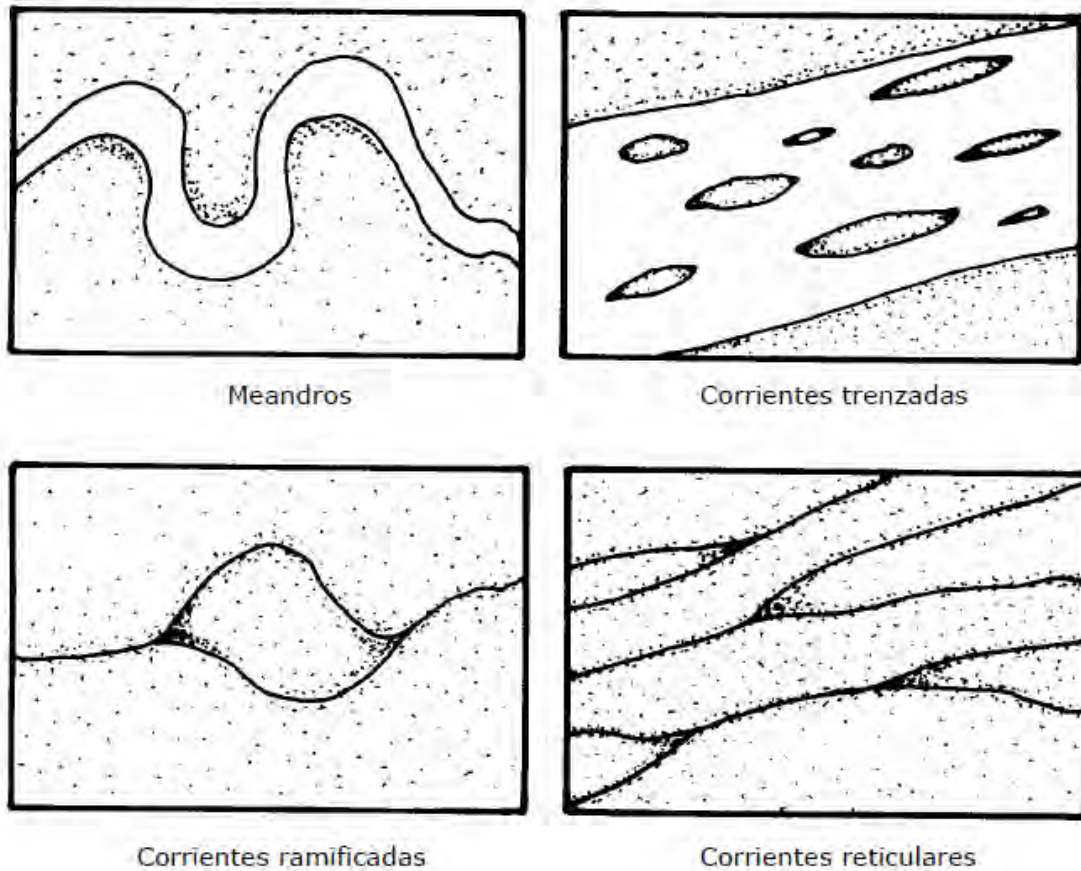 Meandros
Corrientes trenzadas
Corrientes ramificadas
Corrientes reticulares